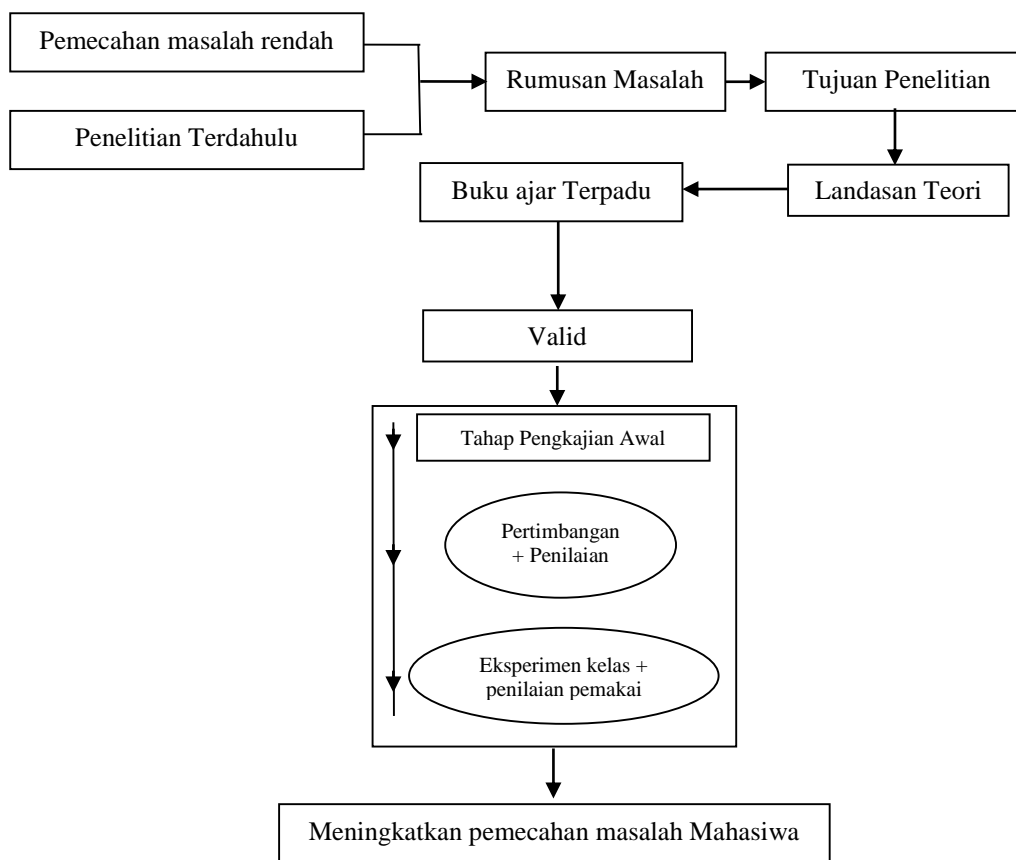 Pemecahan masalah rendah
Penelitian Terdahulu
Rumusan Masalah
Tujuan Penelitian
Landasan Teori
Buku ajar Terpadu
Valid
Tahap Pengkajian Awal
Pertimbangan
+ Penilaian
Eksperimen kelas +
penilaian pemakai
Meningkatkan pemecahan masalah Mahasiwa